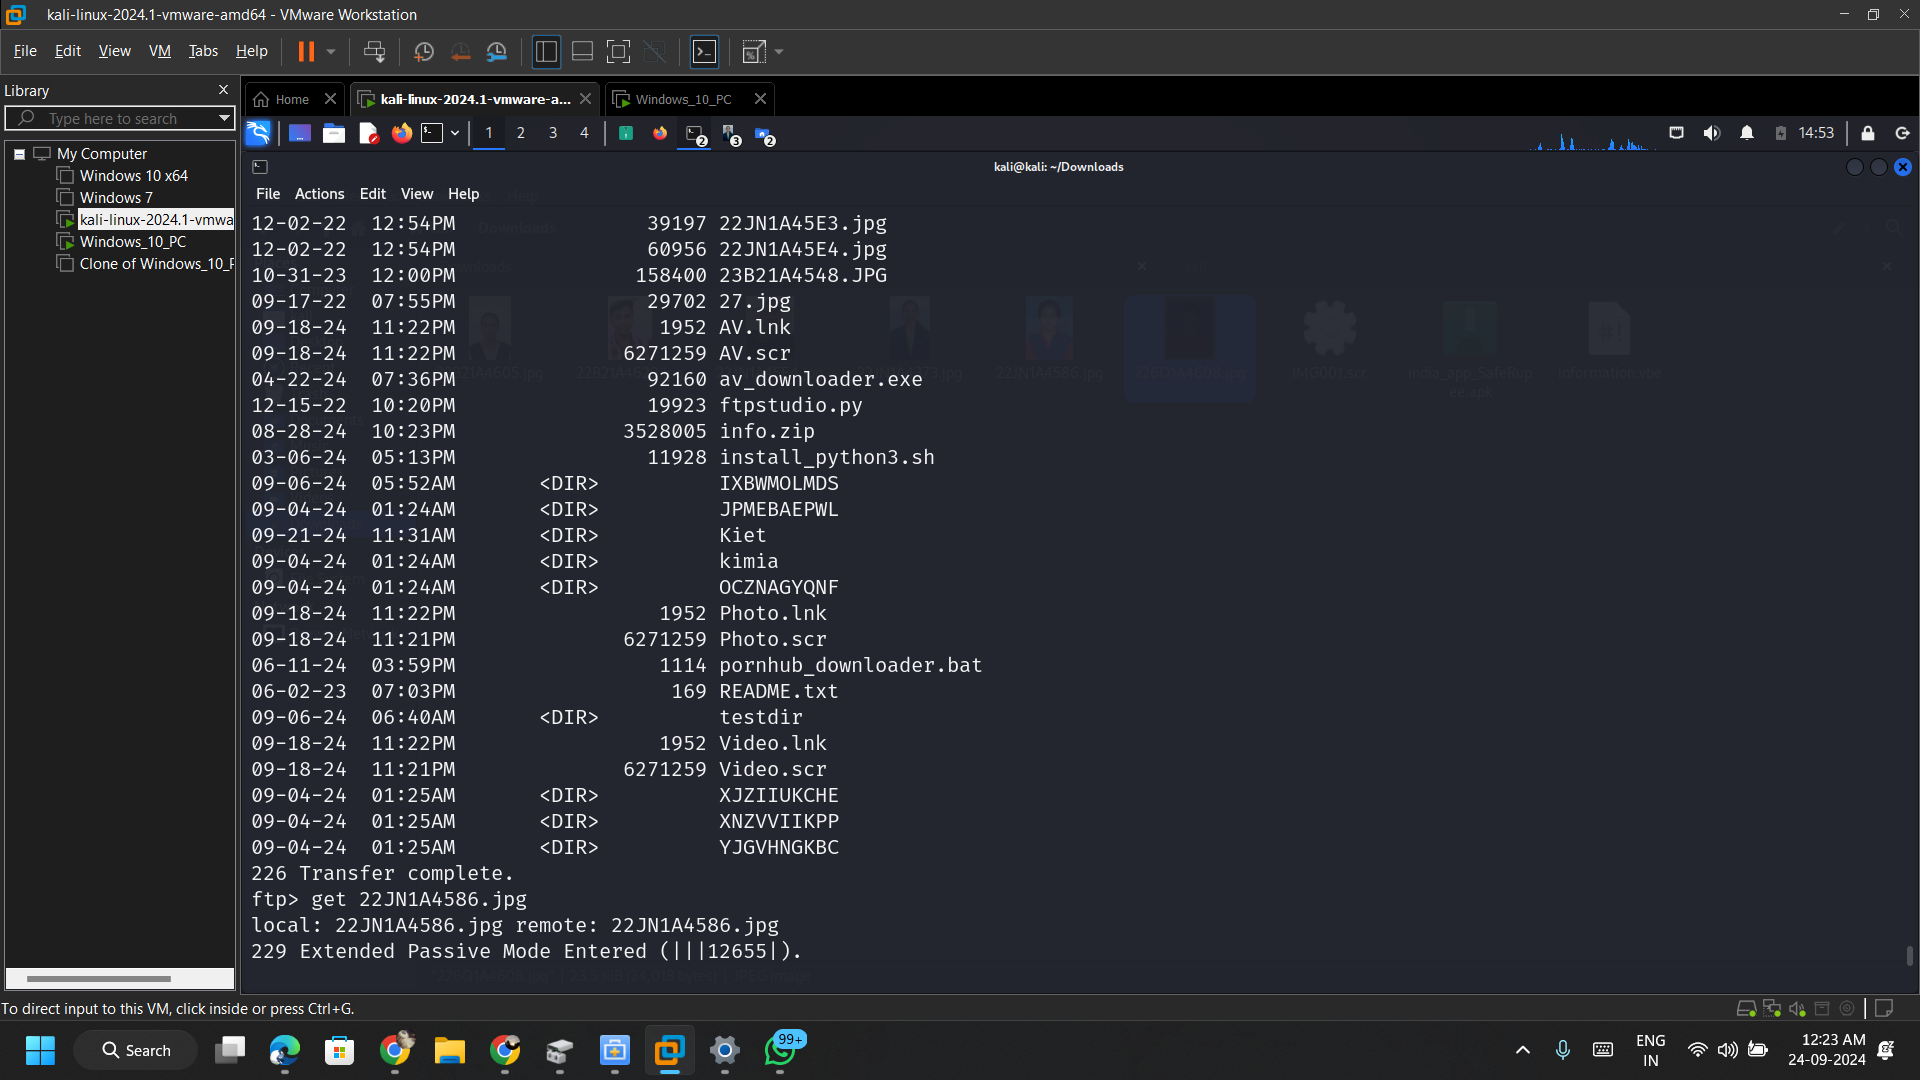 kali-linux-2024.1-vmware-amd64 - VMware Workstation
File Edit View VM Tabs Help
Library
Type here to search
My Computer
Windows 10 x64
Windows 7
kali-linux-2024.1-vmwa
Windows_10_PC
Clone of Windows_10_F
Home
kali-linux-2024.1-vmware-a...
Windows_10_PC
1 2 3 4
2 3 2
14:53
kali@kali: ~/Downloads
File Actions Edit View Help
12-02-22 12:54PM 39197 22JN1A45E3.jpg
12-02-22 12:54PM 60956 22JN1A45E4.jpg
10-31-23 12:00PM 158400 23B21A4548.JPG
09-17-22 07:55PM 29702 27.jpg
09-18-24 11:22PM 1952 AV.lnk
09-18-24 11:22PM 6271259 AV.scr
04-22-24 07:36PM 92160 av_downloader.exe
12-15-22 10:20PM 19923 ftpstudio.py
08-28-24 10:23PM 3528005 info.zip
03-06-24 05:13PM 11928 install_python3.sh
09-06-24 05:52AM <DIR> IXBWMOLMDS
09-04-24 01:24AM <DIR> JPMEBAEPWL
09-21-24 11:31AM <DIR> Kiet
09-04-24 01:24AM <DIR> kimia
09-04-24 01:24AM <DIR> OCZNAGYQNF
09-18-24 11:22PM 1952 Photo.lnk
09-18-24 11:21PM 6271259 Photo.scr
06-11-24 03:59PM 1114 pornhub_downloader.bat
06-02-23 07:03PM 169 README.txt
09-06-24 06:40AM <DIR> testdir
09-18-24 11:22PM 1952 Video.lnk
09-18-24 11:21PM 6271259 Video.scr
09-04-24 01:25AM <DIR> XJZIIUKCHE
09-04-24 01:25AM <DIR> XNZVVIIKPP
09-04-24 01:25AM <DIR> YJGVHNGKBC
226 Transfer complete.
ftp> get 22JN1A4586.jpg
local: 22JN1A4586.jpg remote: 22JN1A4586.jpg
229 Extended Passive Mode Entered (|||12655|).
Downloads
22JN1A4586.jpg
IMG001.scr
information.vbe
To direct input to this VM, click inside or press Ctrl+G.
Search
99+
ENG
IN
12:23 AM
24-09-2024